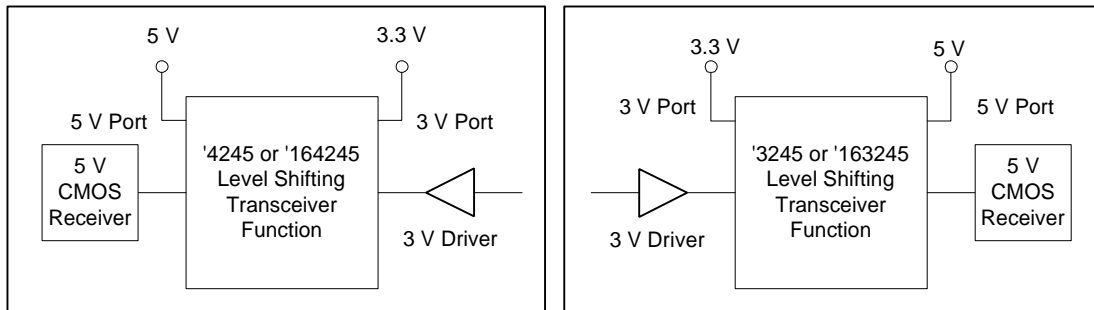 5 V
3.3 V
5 V Port
3 V Port
'4245 or '164245
Level Shifting
Transceiver
Function
5 V
CMOS
Receiver
3 V Driver
3.3 V
5 V
3 V Port
5 V Port
'3245 or '163245
Level Shifting
Transceiver
Function
5 V
CMOS
Receiver
3 V Driver